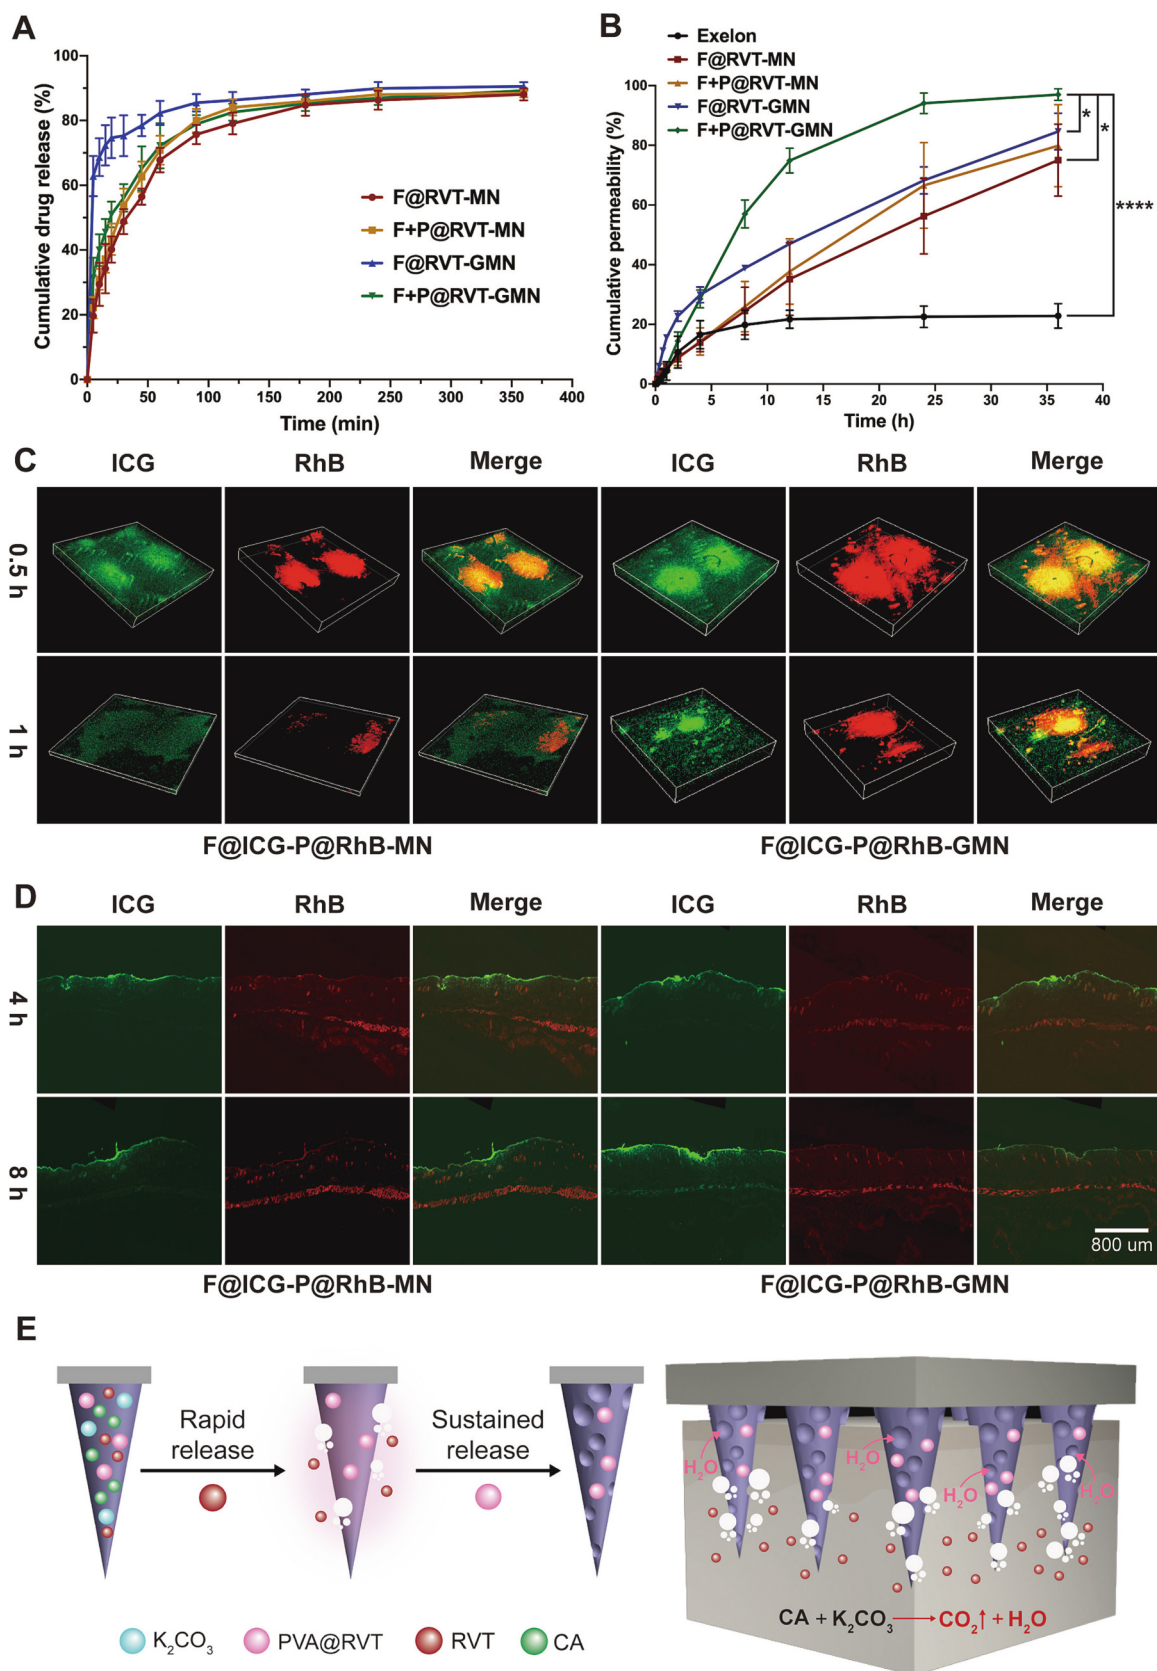 A
Cumulative drug release (%)
100
80
60
40
20
0
0 50 100 150 200 250 300 350 400
Time (min)
F@RVT-MN
F+P@RVT-MN
F@RVT-GMN
F+P@RVT-GMN
B
Exelon
F@RVT-MN
F+P@RVT-MN
F@RVT-GMN
F+P@RVT-GMN
Cumulative permeability (%)
100
80
60
40
20
0
0 5 10 15 20 25 30 35 40
Time (h)
*
*
****
C
ICG RhB Merge ICG RhB Merge
0.5 h
1 h
F@ICG-P@RhB-MN F@ICG-P@RhB-GMN
D
ICG RhB Merge ICG RhB Merge
4 h
8 h
800 um
F@ICG-P@RhB-MN F@ICG-P@RhB-GMN
E
Rapid
release
Sustained
release
H₂O
H₂O
H₂O
H₂O
CA + K₂CO₃ → CO₂↑ + H₂O
K₂CO₃ PVA@RVT RVT CA